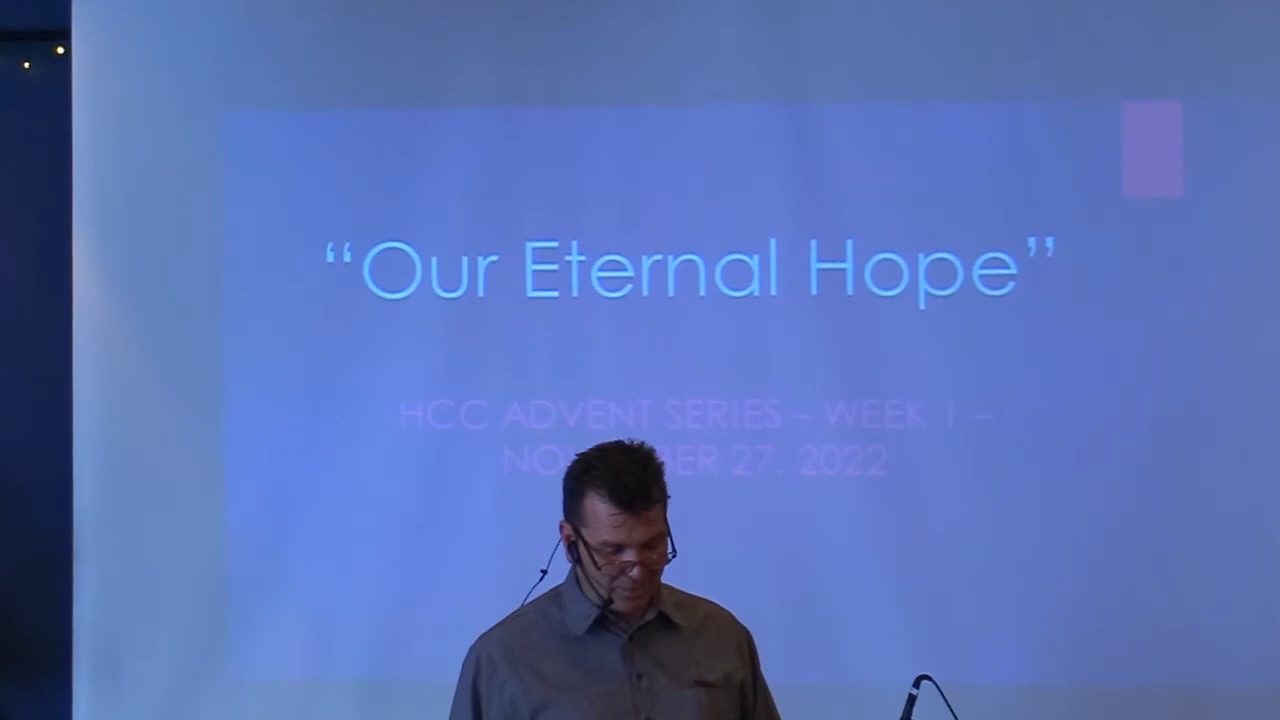 “Our Eternal Hope”
HCC ADVENT SERIES – WEEK 1 –
27, 2022